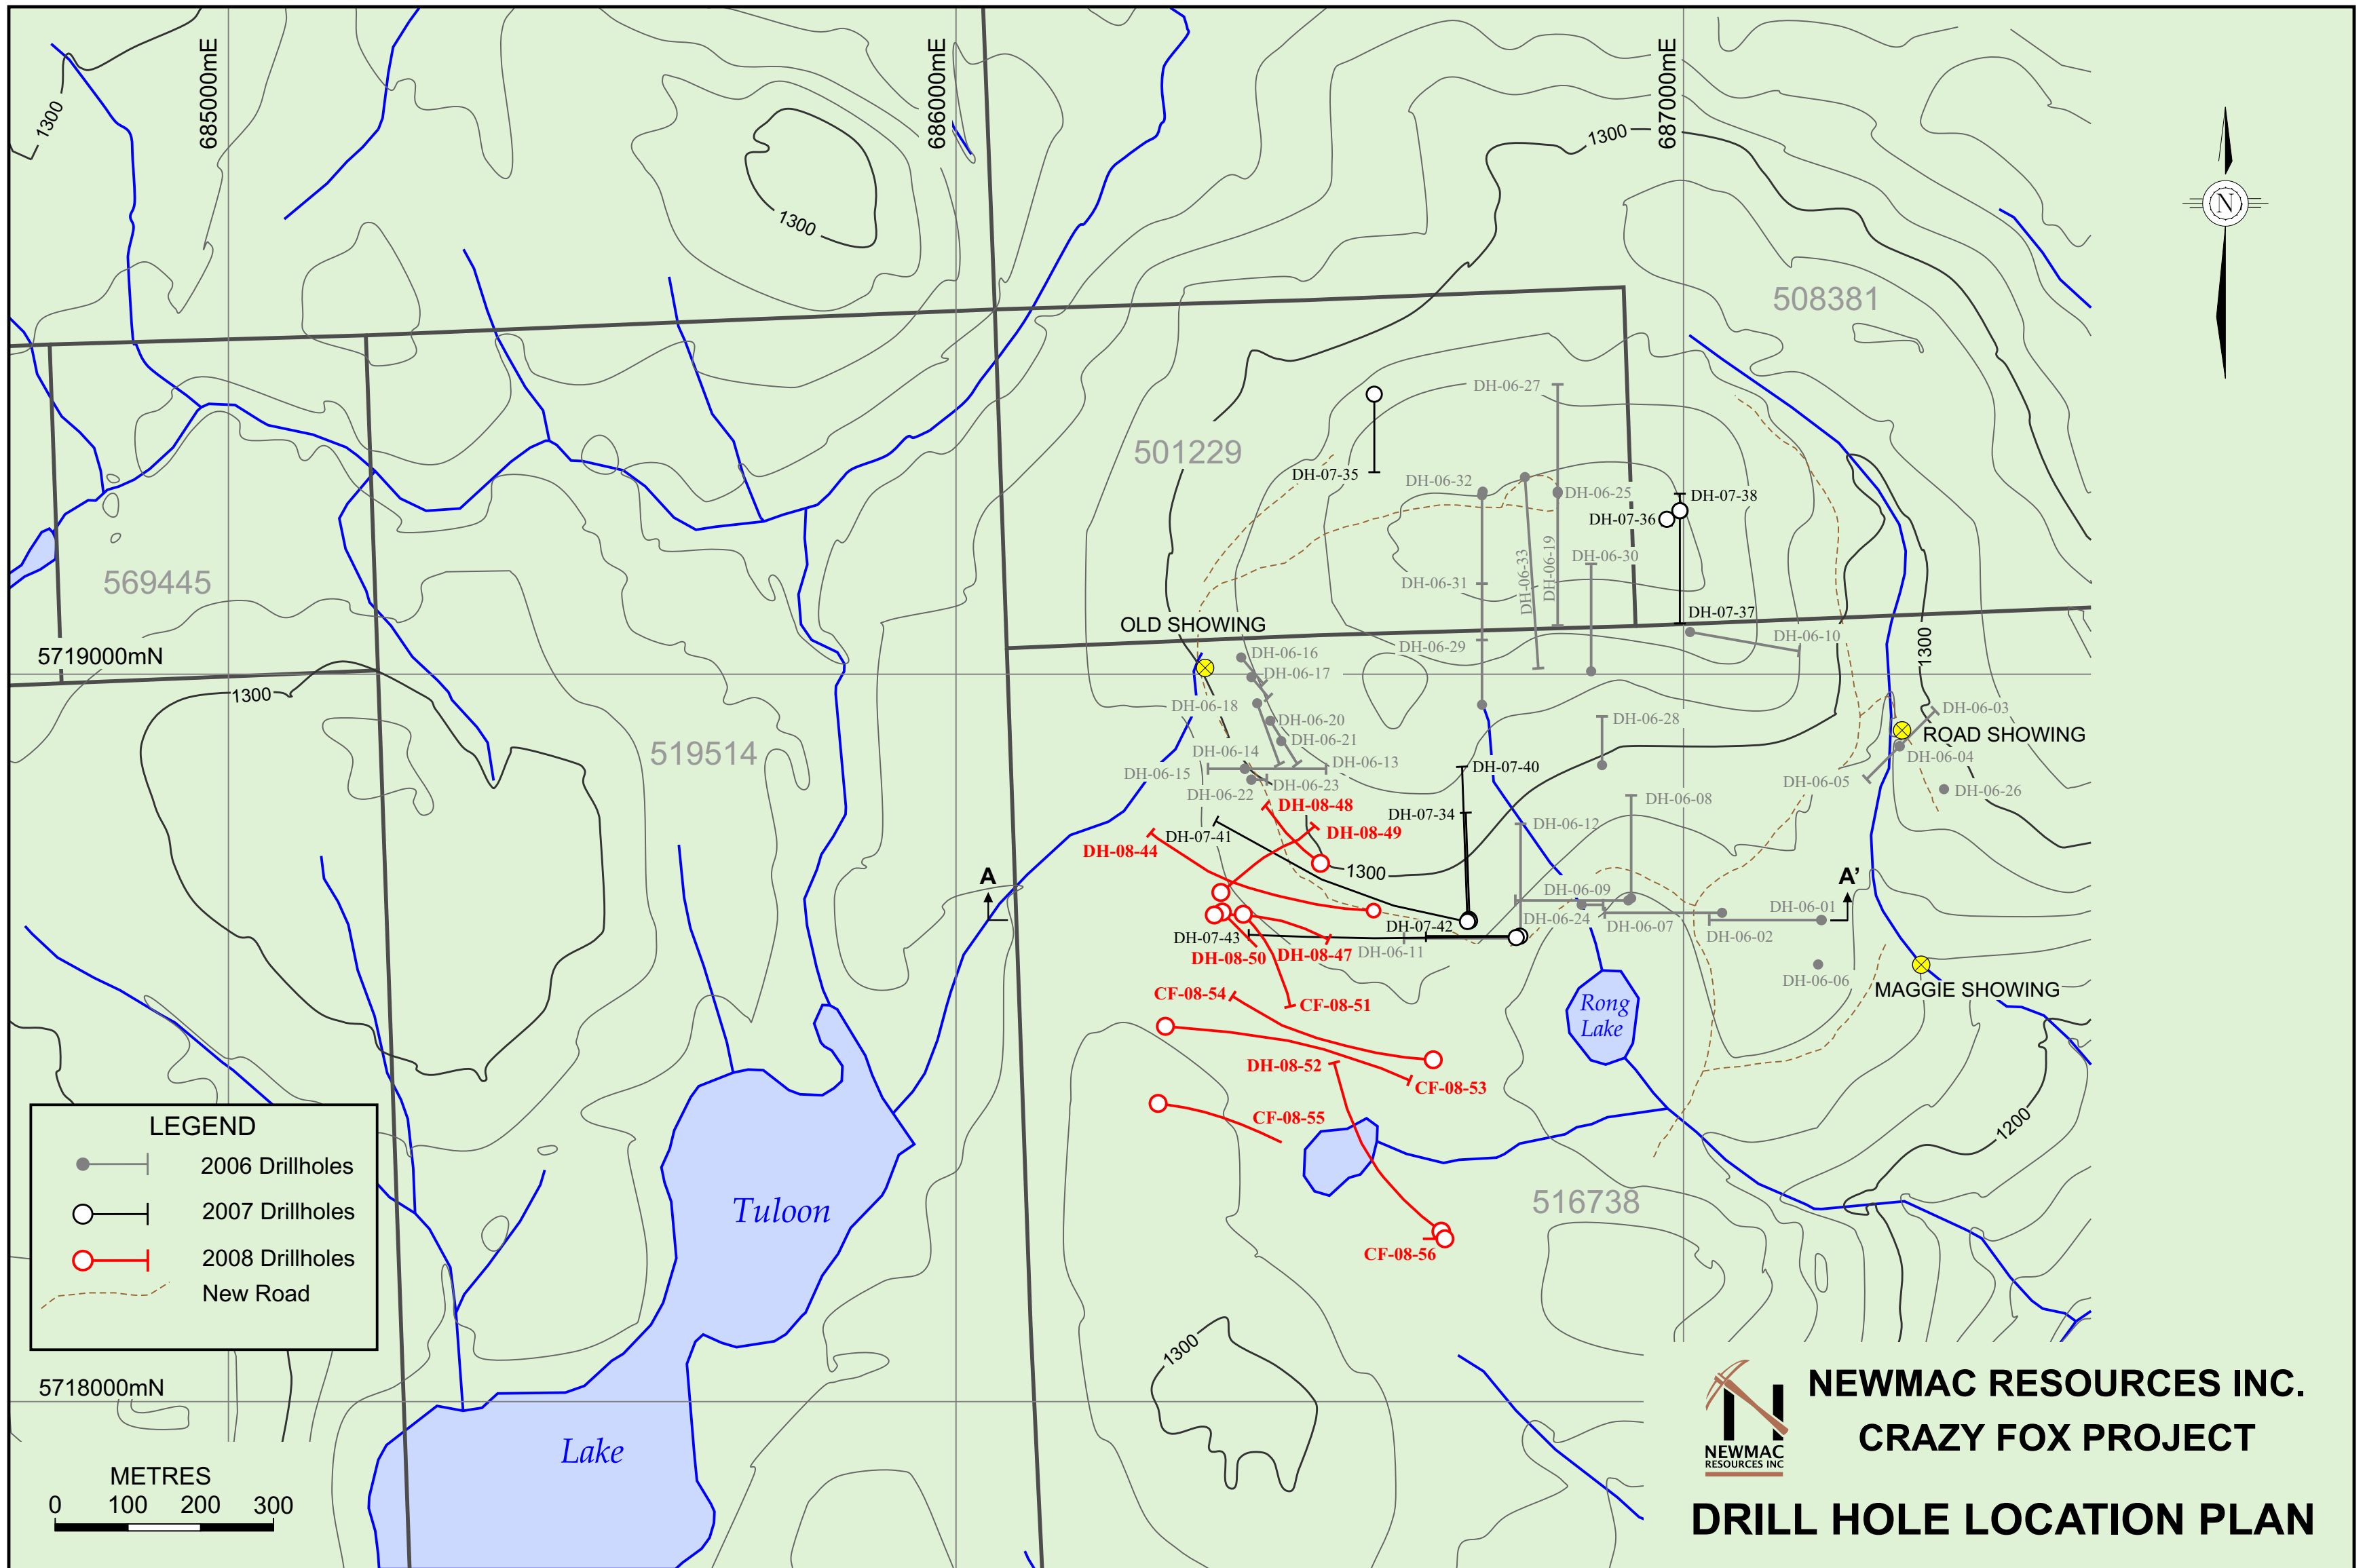 685000mE
686000mE
687000mE
N
1300
1300
1300
508381
501229
DH-06-27
DH-07-35
DH-06-32
DH-06-25
DH-07-38
DH-07-36
DH-06-33
DH-06-19
DH-06-30
DH-06-31
569445
DH-07-37
OLD SHOWING
DH-06-10
DH-06-29
1300
5719000mN
DH-06-16
DH-06-17
1300
DH-06-18
DH-06-20
DH-06-28
DH-06-03
ROAD SHOWING
519514
DH-06-21
DH-06-14
DH-06-13
DH-06-04
DH-06-15
DH-07-40
DH-06-05
DH-06-23
DH-06-22
DH-06-26
DH-08-48
DH-06-08
DH-07-34
DH-06-12
DH-08-49
DH-07-41
DH-08-44
1300
A
A'
DH-06-09
DH-06-01
DH-06-24
DH-06-07
DH-07-42
DH-07-43
DH-06-02
DH-06-11
DH-08-50
DH-08-47
DH-06-06
MAGGIE SHOWING
CF-08-54
CF-08-51
Rong
Lake
DH-08-52
CF-08-53
CF-08-55
1200
516738
CF-08-56
Tuloon
Lake
1300
LEGEND
2006 Drillholes
2007 Drillholes
2008 Drillholes
New Road
5718000mN
METRES
0 100 200 300
NEWMAC
RESOURCES INC
NEWMAC RESOURCES INC.
CRAZY FOX PROJECT
DRILL HOLE LOCATION PLAN